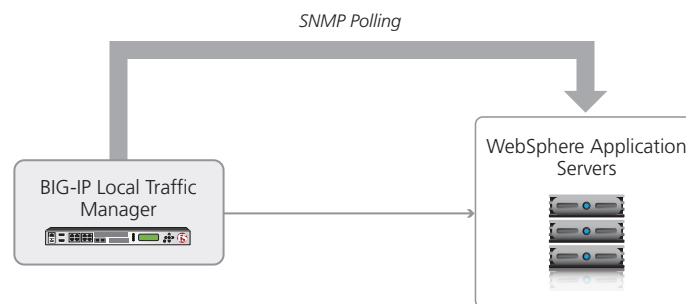 SNMP Polling
WebSphere Application
Servers
BIG-IP Local Traffic
Manager